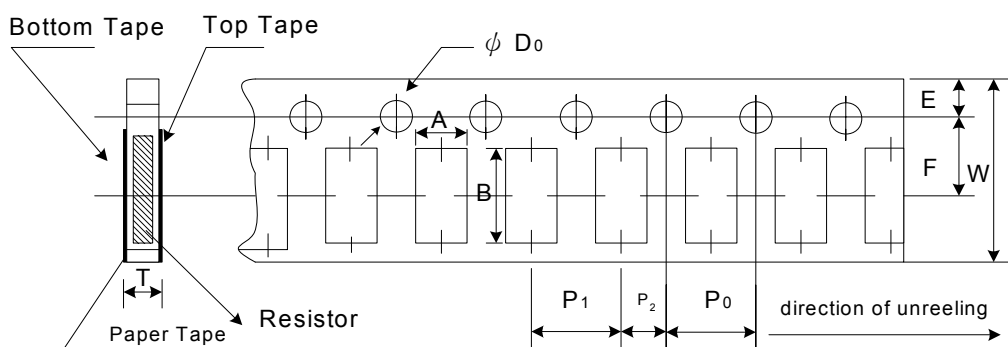 Bottom Tape
Top Tape
ϕ D₀
E
A
F
W
B
T
P₁
P₂
P₀
Resistor
direction of unreeling
Paper Tape